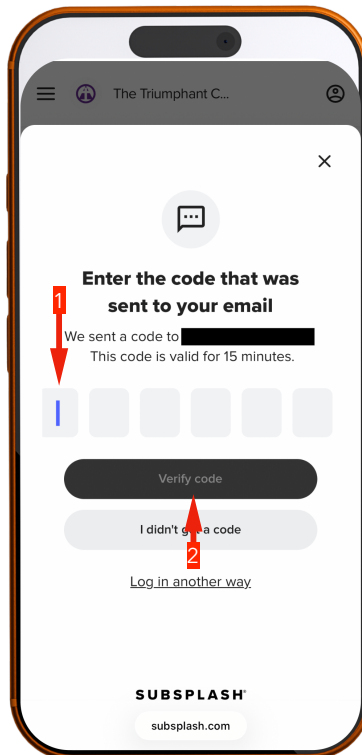 The Triumphant C...
Enter the code that was
sent to your email
1
We sent a code to
This code is valid for 15 minutes.
Verify code
I didn't get a code
2
Log in another way
SUBSPLASH
subsplash.com